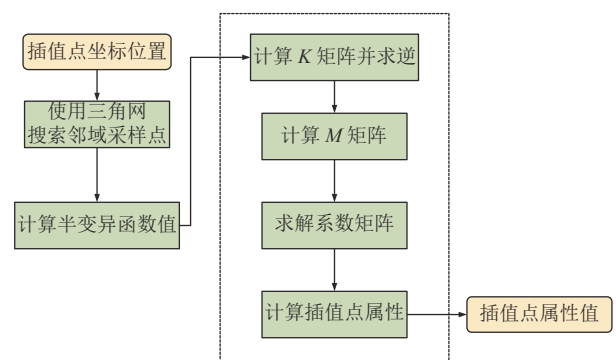 插值点坐标位置
使用三角网
搜索邻域采样点
计算半变异函数值
计算 K 矩阵并求逆
计算 M 矩阵
求解系数矩阵
计算插值点属性
插值点属性值